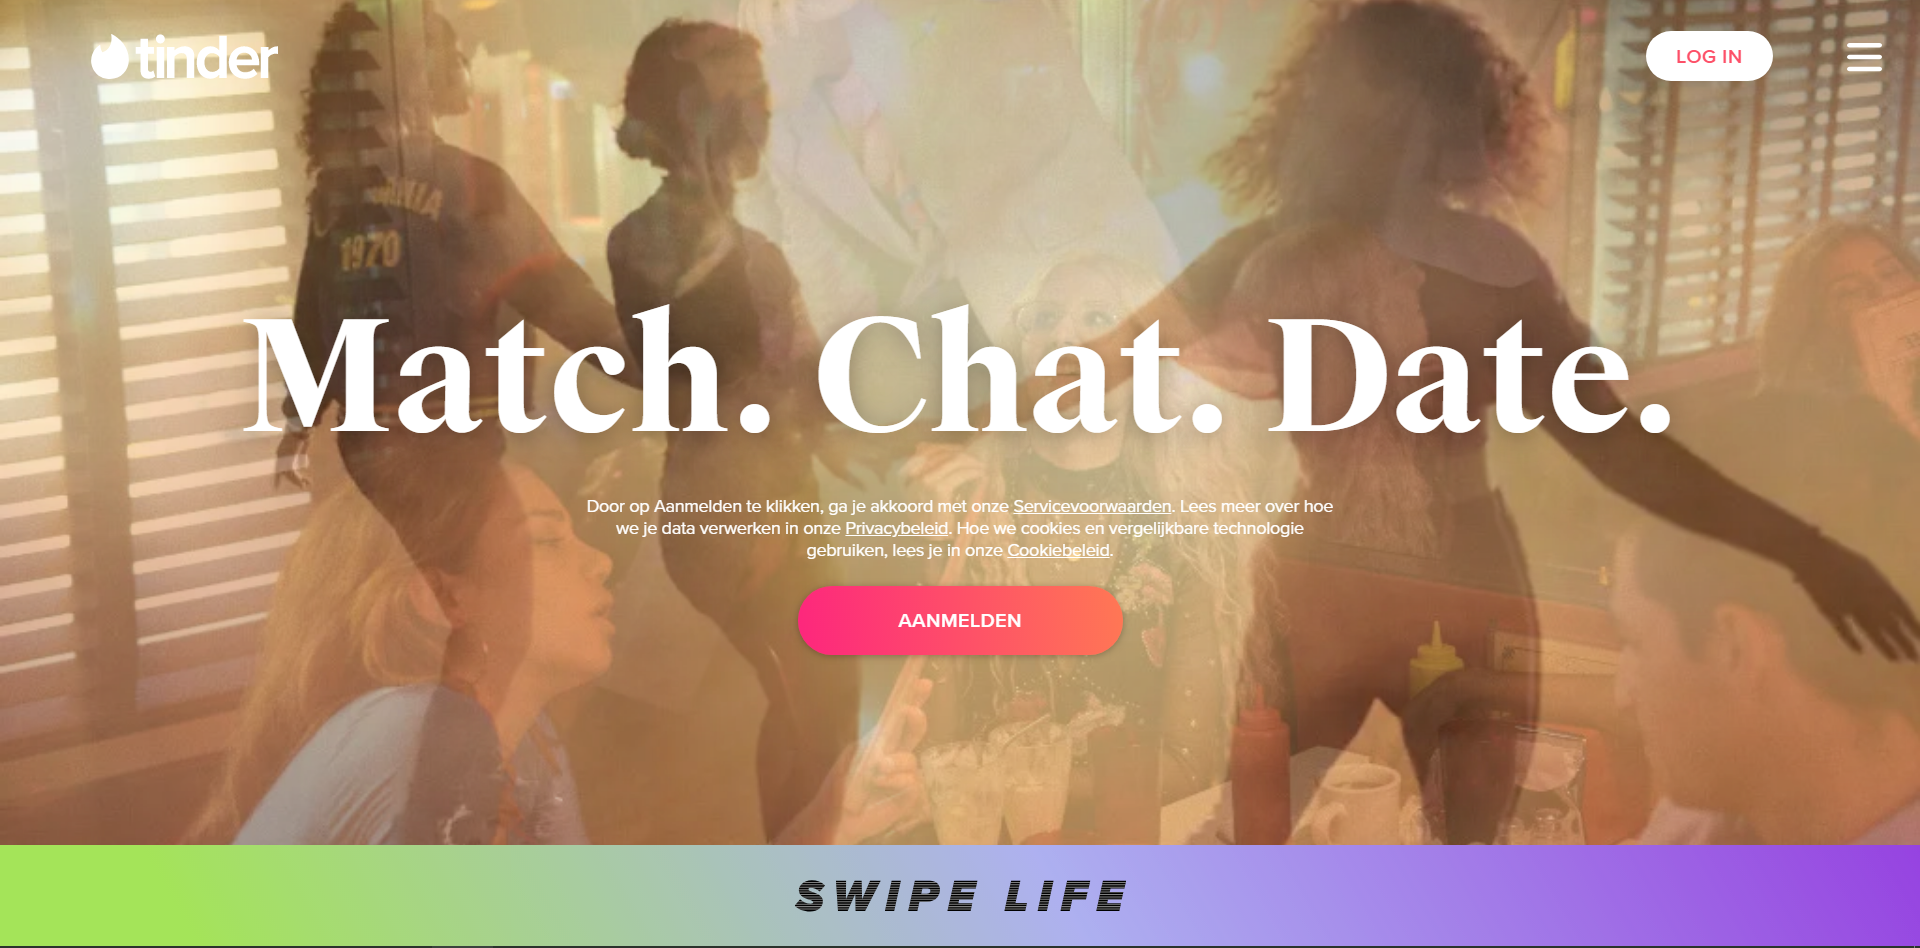 tinder
LOG IN
1970
Match. Chat. Date.
Door op Aanmelden te klikken, ga je akkoord met onze Servicevoorwaarden. Lees meer over hoe
we je data verwerken in onze Privacybeleid. Hoe we cookies en vergelijkbare technologie
gebruiken, lees je in onze Cookiebeleid.
AANMELDEN
SWIPE LIFE